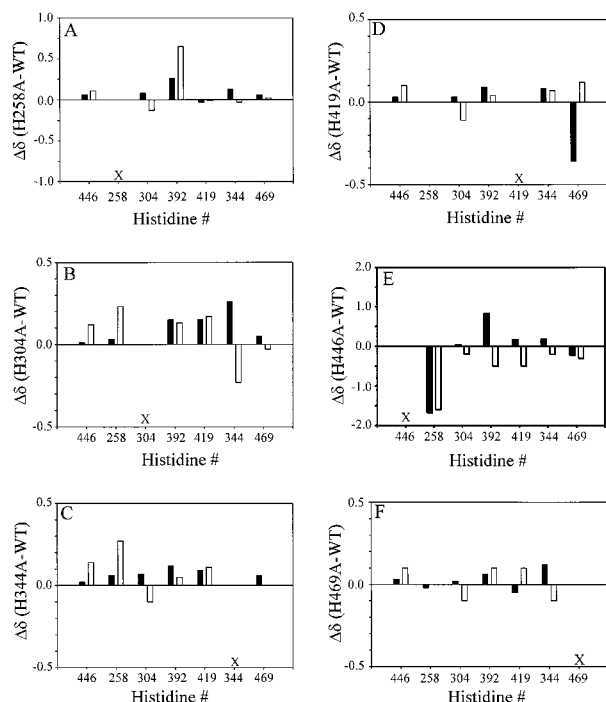 A
Δδ (H258A-WT)
1.0
0.5
0.0
-0.5
-1.0
X
446 258 304 392 419 344 469
Histidine #
D
Δδ (H419A-WT)
0.5
0.0
-0.5
X
446 258 304 392 419 344 469
Histidine #
B
Δδ (H304A-WT)
0.5
0.0
-0.5
X
446 258 304 392 419 344 469
Histidine #
E
Δδ (H446A-WT)
2.0
1.0
0.0
-1.0
-2.0
X
446 258 304 392 419 344 469
Histidine #
C
Δδ (H344A-WT)
0.5
0.0
-0.5
X
446 258 304 392 419 344 469
Histidine #
F
Δδ (H469A-WT)
0.5
0.0
-0.5
X
446 258 304 392 419 344 469
Histidine #